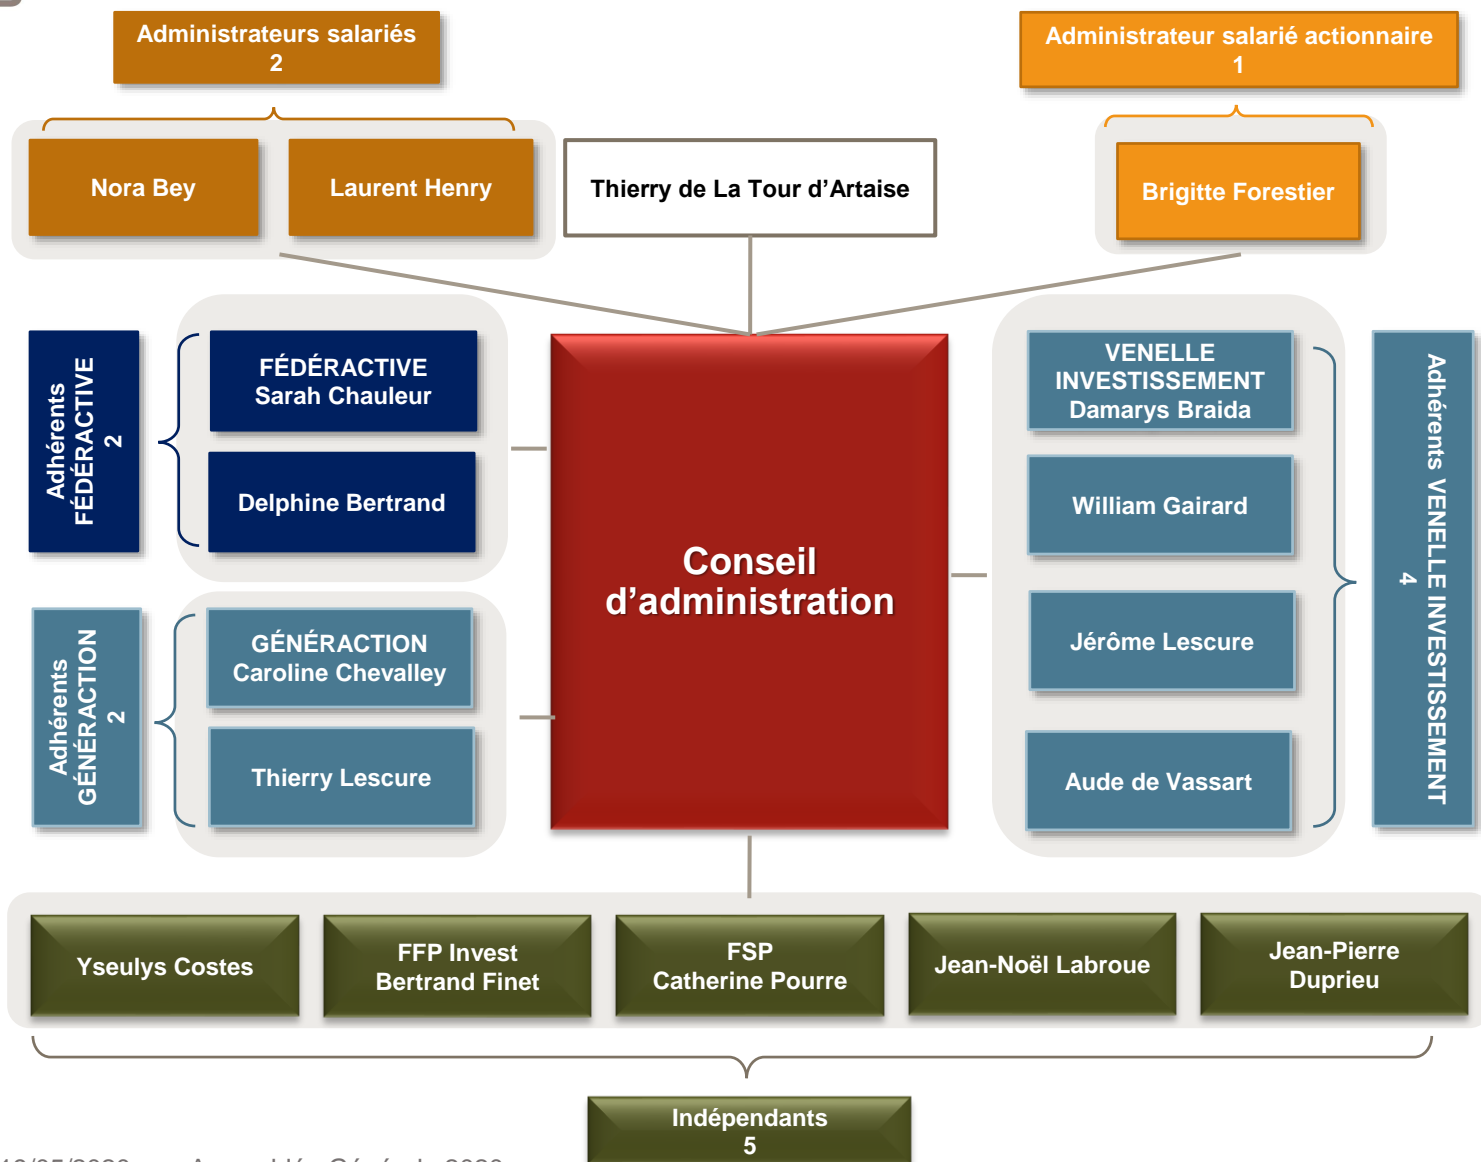 Administrateurs salariés
2
Administrateur salarié actionnaire
1
Nora Bey
Laurent Henry
Thierry de La Tour d’Artaise
Brigitte Forestier
Adhérents
FÉDÉRACTIVE
2
FÉDÉRACTIVE
Sarah Chauleur
Delphine Bertrand
Adhérents
GÉNÉRACTION
2
GÉNÉRACTION
Caroline Chevalley
Thierry Lescure
Conseil
d’administration
VENELLE
INVESTISSEMENT
Damarys Braida
William Gairard
Jérôme Lescure
Aude de Vassart
Adhérents VENELLE INVESTISSEMENT
4
Yseulys Costes
FFP Invest
Bertrand Finet
FSP
Catherine Pourre
Jean-Noël Labroue
Jean-Pierre
Duprieu
Indépendants
5
Assemblée Générale 2020